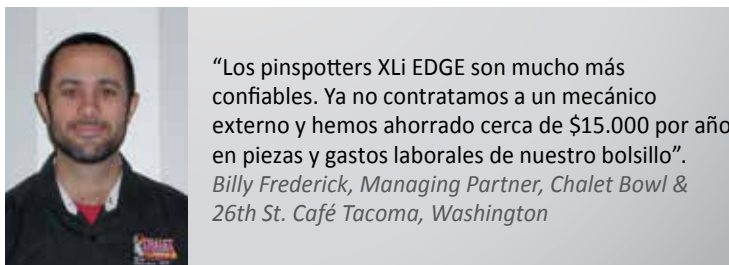 “Los pinspotters XLi EDGE son mucho más
confiables. Ya no contratamos a un mecánico
externo y hemos ahorrado cerca de $15.000 por año
en piezas y gastos laborales de nuestro bolsillo”.
Billy Frederick, Managing Partner, Chalet Bowl &
26th St. Café Tacoma, Washington
CHALET